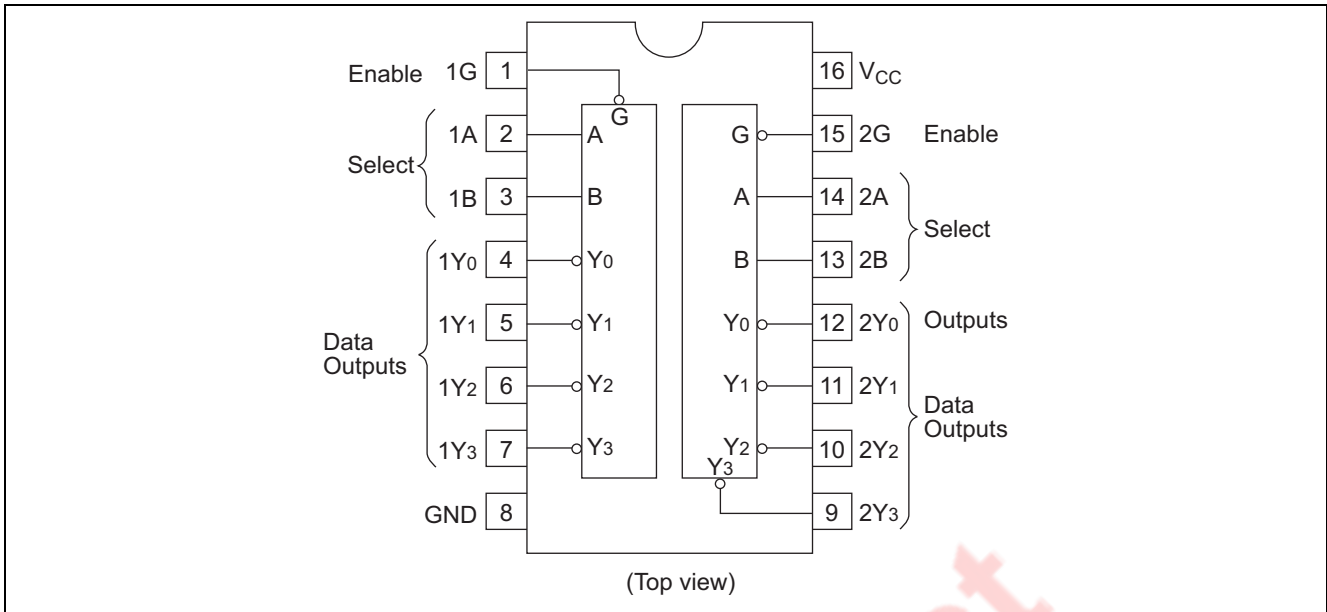 Enable 1G 1 G 16 VCC
1A 2 A G 15 2G Enable
Select
1B 3 B A 14 2A
Select
1Y0 4 Y0 B 13 2B
1Y1 5 Y1 Y0 12 2Y0 Outputs
Data
Outputs
1Y2 6 Y2 Y1 11 2Y1
Data
Outputs
1Y3 7 Y3 Y2 10 2Y2
Y3
GND 8 9 2Y3
(Top view)